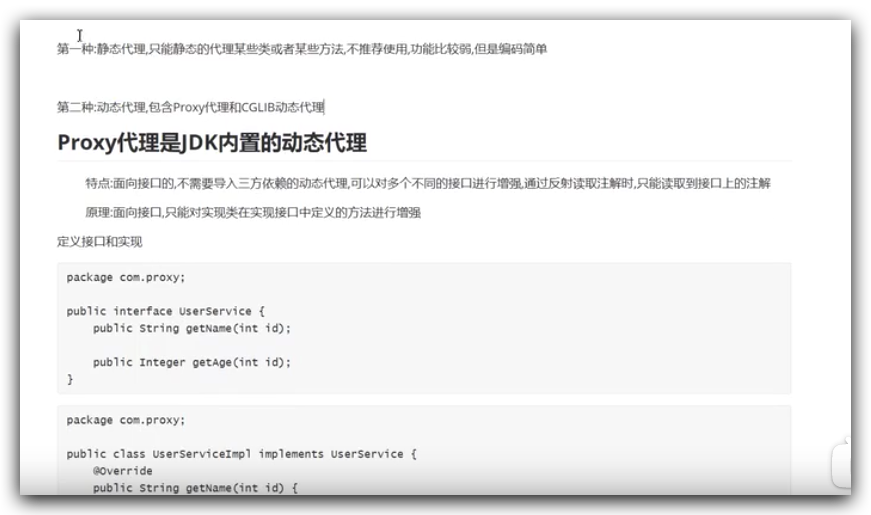 第一种:静态代理,只能静态的代理某些类或者某些方法,不推荐使用,功能比较弱,但是编码简单
第二种:动态代理,包含Proxy代理和CGLIB动态代理
Proxy代理是JDK内置的动态代理
特点:面向接口的,不需要导入三方依赖的动态代理,可以对多个不同的接口进行增强,通过反射读取注解时,只能读取到接口上的注解
原理:面向接口,只能对实现类在实现接口中定义的方法进行增强
定义接口和实现
package com.proxy;
public interface UserService {
    public String getName(int id);
    public Integer getAge(int id);
}
package com.proxy;
public class UserServiceImpl implements UserService {
    @Override
    public String getName(int id) {